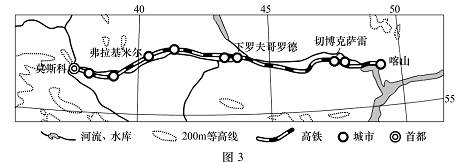 40
45
50
弗拉基米尔
下罗夫哥罗德
切博克萨雷
莫斯科
喀山
55
河流、水库
200m等高线
高铁
城市
首都
图 3